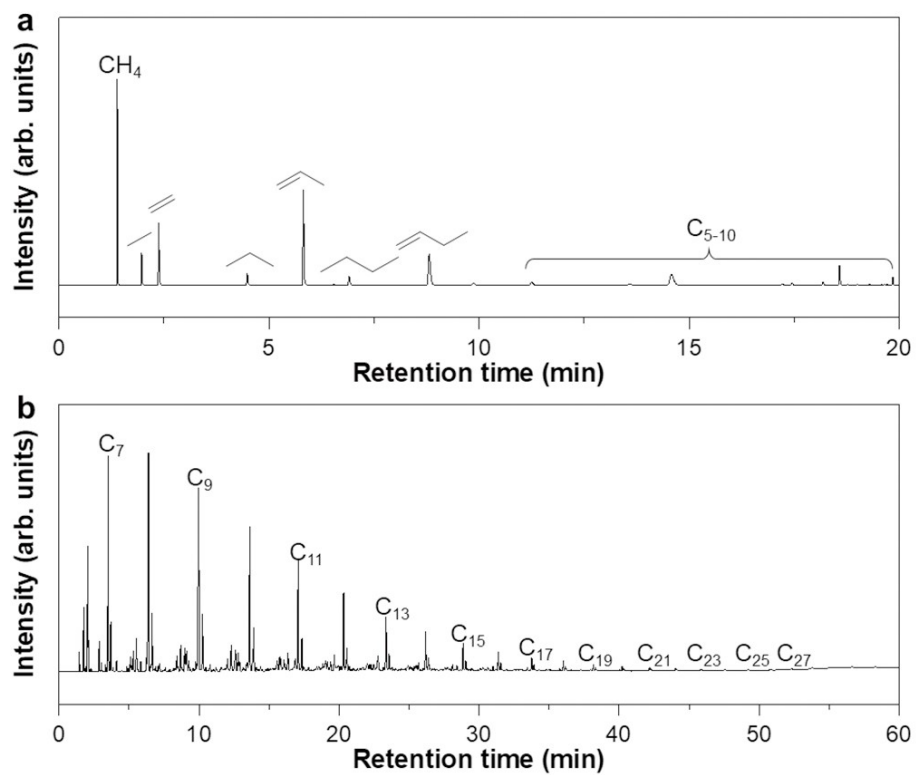 a
Intensity (arb. units)
CH₄
C₅₋₁₀
0 5 10 15 20
Retention time (min)
b
Intensity (arb. units)
C₇
C₉
C₁₁
C₁₃
C₁₅
C₁₇ C₁₉ C₂₁ C₂₃ C₂₅ C₂₇
0 10 20 30 40 50 60
Retention time (min)